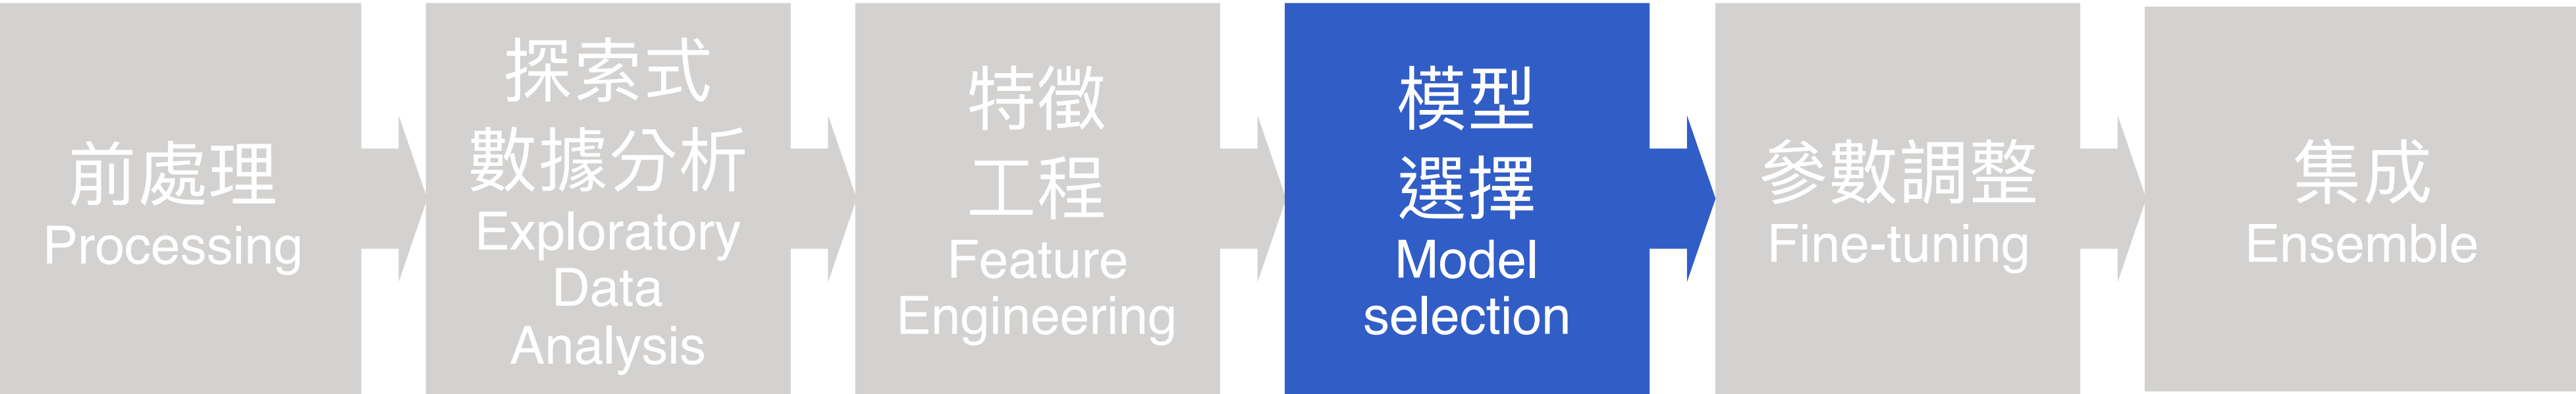 前處理
Processing
探索式
數據分析
Exploratory
Data
Analysis
特徵
工程
Feature
Engineering
模型
選擇
Model
selection
參數調整
Fine-tuning
集成
Ensemble